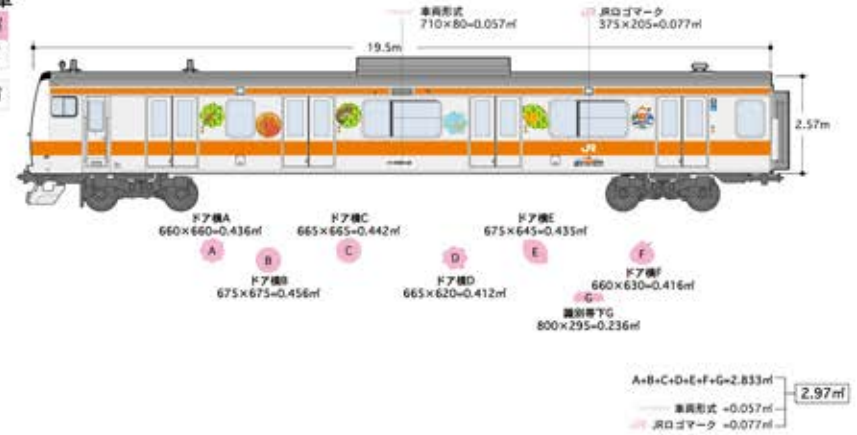 車両形式
710×80=0.057㎡
JRロゴマーク
375×205=0.077㎡
19.5m
2.57m
JR
ドア横A
660×660=0.436㎡
ドア横C
665×665=0.442㎡
ドア横E
675×645=0.435㎡
A
B
C
D
E
F
ドア横B
675×675=0.456㎡
ドア横D
665×620=0.412㎡
ドア横F
660×630=0.416㎡
G
識別帯下G
800×295=0.236㎡
A+B+C+D+E+F+G=2.833㎡
2.97㎡
車両形式 =0.057㎡
JRロゴマーク =0.077㎡